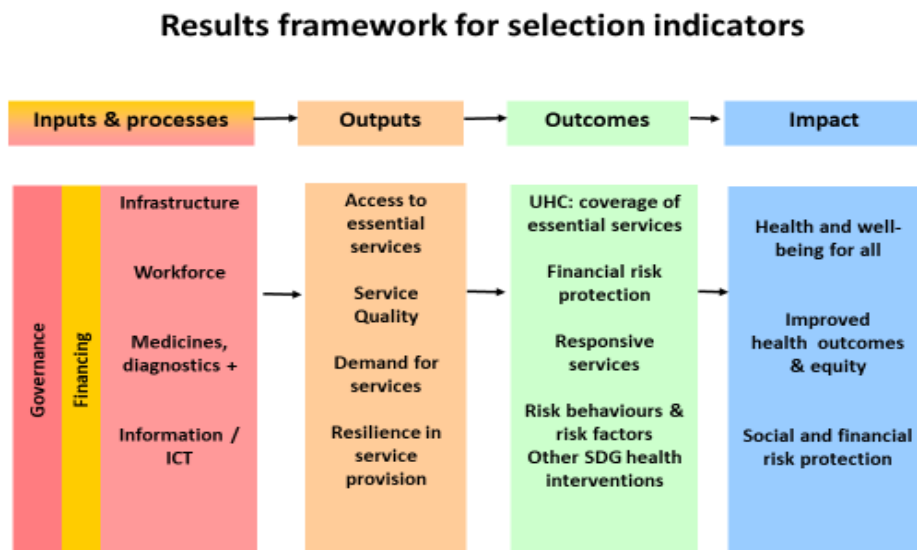 Results framework for selection indicators
Inputs & processes
Outputs
Outcomes
Impact
Governance
Financing
Infrastructure
Workforce
Medicines,
diagnostics +
Information /
ICT
Access to
essential
services
Service
Quality
Demand for
services
Resilience in
service
provision
UHC: coverage of
essential services
Financial risk
protection
Responsive
services
Risk behaviours &
risk factors
Other SDG health
interventions
Health and well-
being for all
Improved
health outcomes
& equity
Social and financial
risk protection